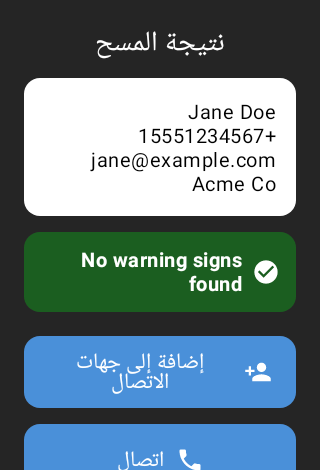 نتيجة المسح
Jane Doe
15551234567+
jane@example.com
Acme Co
No warning signs
found
إضافة إلى جهات
الاتصال
اتصال